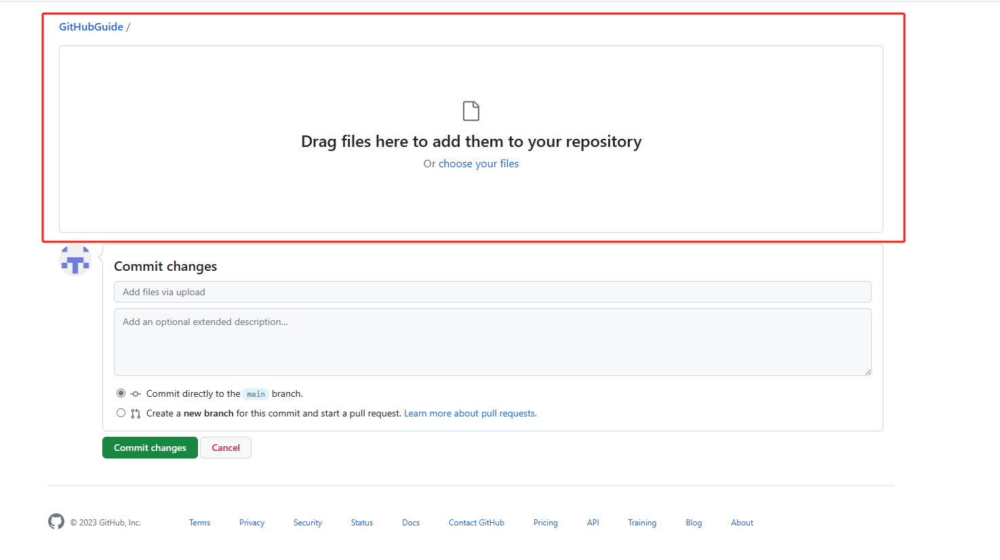 GitHubGuide /
Drag files here to add them to your repository
Or choose your files
Commit changes
Add files via upload
Add an optional extended description...
Commit directly to the main branch.
Create a new branch for this commit and start a pull request. Learn more about pull requests.
Commit changes Cancel
© 2023 GitHub, Inc. Terms Privacy Security Status Docs Contact GitHub Pricing API Training Blog About